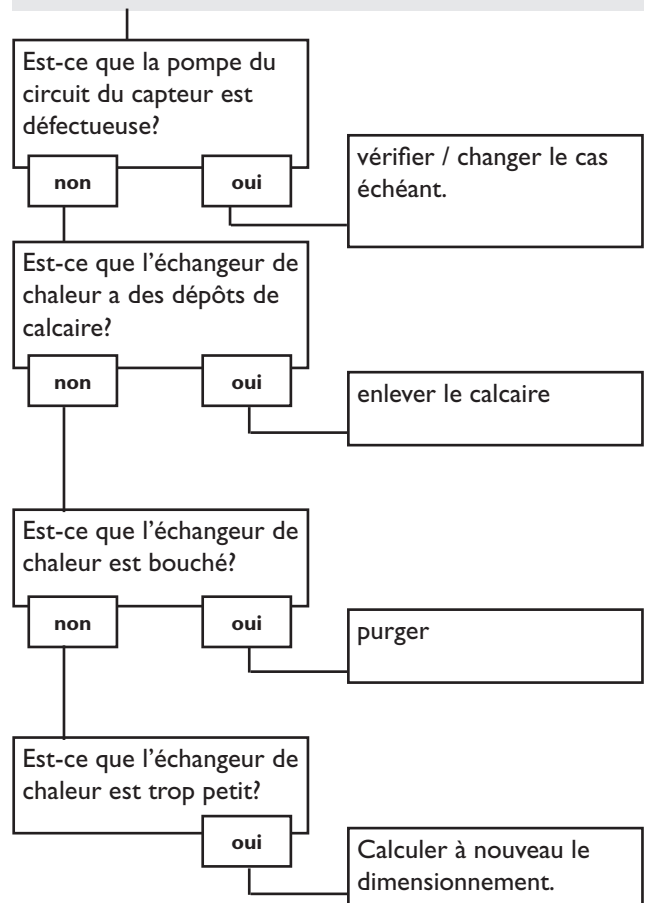 Est-ce que la pompe du
circuit du capteur est
défectueuse?
non
oui
vérifier / changer le cas
échéant.
Est-ce que l'échangeur de
chaleur a des dépôts de
calcaire?
non
oui
enlever le calcaire
Est-ce que l'échangeur de
chaleur est bouché?
non
oui
purger
Est-ce que l'échangeur de
chaleur est trop petit?
oui
Calculer à nouveau le
dimensionnement.